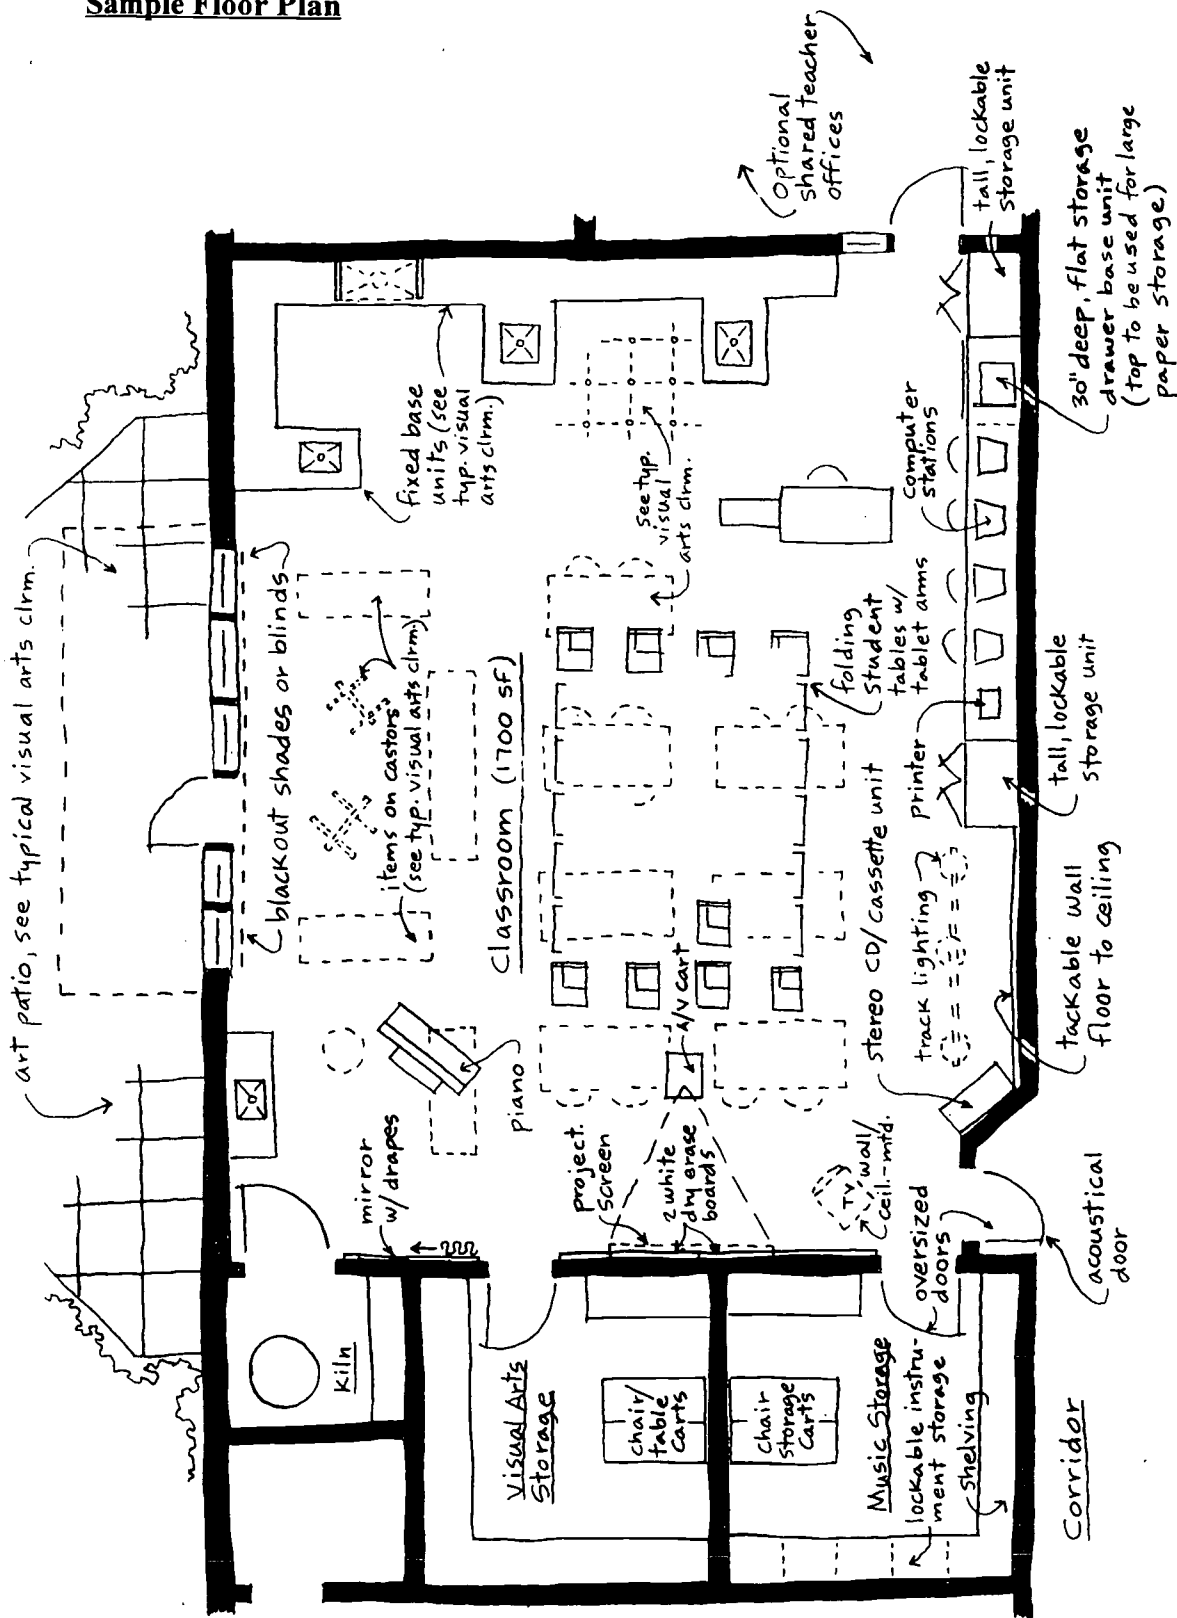 Sample Floor Plan
art patio, see typical visual arts clrm.
blackout shades or blinds
Optional
shared teacher
offices
tall, lockable
storage unit
30" deep, flat storage
drawer base unit
(top to be used for large
paper storage)
fixed base
units (see
typ. visual
arts clrm.)
see typ.
visual
arts clrm.
computer
stations
items on castors
(see typ. visual arts clrm.)
Classroom (1700 sf)
folding
student
tables w/
tablet arms
printer
tall, lockable
storage unit
stereo CD/cassette unit
track lighting
tackable wall
floor to ceiling
A/V cart
piano
mirror
w/ drapes
project.
screen
2 white
dry erase
boards
TV
wall/
ceil.-mtd.
oversized
doors
acoustical
door
Kiln
Visual Arts
Storage
chair/
table
carts
chair
storage
carts
Music Storage
lockable instru-
ment storage
shelving
Corridor